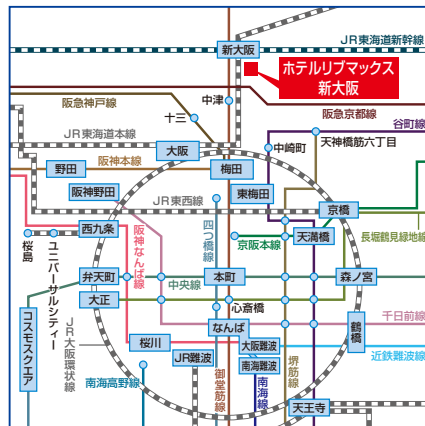 JR東海道新幹線
新大阪
ホテルリブマックス
新大阪
阪急神戸線
中津
阪急京都線
十三
谷町線
JR東海道本線
大阪
中崎町
天神橋筋六丁目
野田
阪神本線
梅田
阪神野田
東梅田
JR東西線
京橋
西九条
阪神なんば線
四つ橋線
京阪本線
天満橋
長堀鶴見緑地線
桜島
ユニバーサルシティー
弁天町
中央線
本町
森ノ宮
大正
心斎橋
千日前線
コスモスクエア
JR大阪環状線
桜川
なんば
大阪難波
鶴橋
JR難波
南海難波
近鉄難波線
南海高野線
御堂筋線
南海線
堺筋線
天王寺